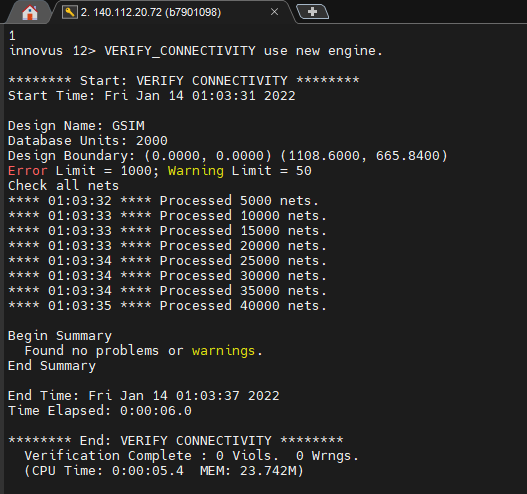 2. 140.112.20.72 (b7901098)
1
innovus 12> VERIFY_CONNECTIVITY use new engine.
******** Start: VERIFY CONNECTIVITY ********
Start Time: Fri Jan 14 01:03:31 2022
Design Name: GSIM
Database Units: 2000
Design Boundary: (0.0000, 0.0000) (1108.6000, 665.8400)
Error Limit = 1000; Warning Limit = 50
Check all nets
**** 01:03:32 **** Processed 5000 nets.
**** 01:03:33 **** Processed 10000 nets.
**** 01:03:33 **** Processed 15000 nets.
**** 01:03:33 **** Processed 20000 nets.
**** 01:03:34 **** Processed 25000 nets.
**** 01:03:34 **** Processed 30000 nets.
**** 01:03:34 **** Processed 35000 nets.
**** 01:03:35 **** Processed 40000 nets.
Begin Summary
Found no problems or warnings.
End Summary
End Time: Fri Jan 14 01:03:37 2022
Time Elapsed: 0:00:06.0
******** End: VERIFY CONNECTIVITY ********
Verification Complete : 0 Viols.  0 Wrngs.
(CPU Time: 0:00:05.4  MEM: 23.742M)